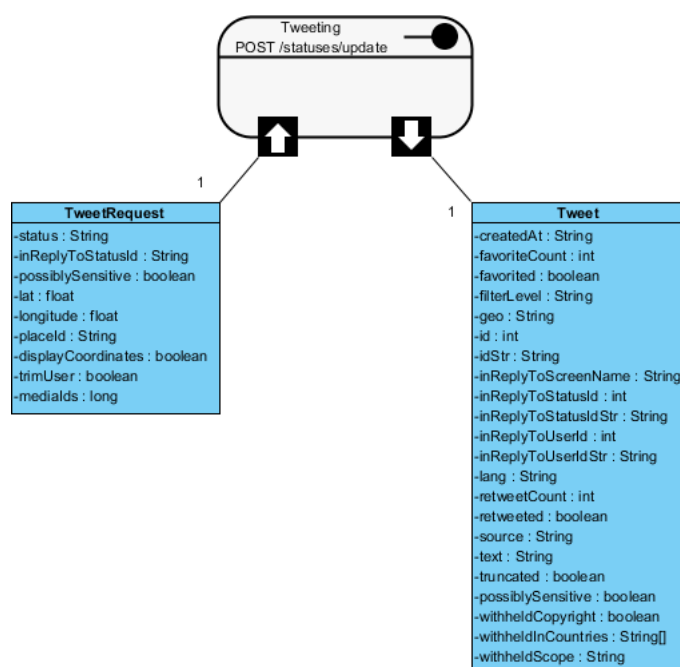 Tweeting
POST /statuses/update
1
1
TweetRequest
-status : String
-inReplyToStatusId : String
-possiblySensitive : boolean
-lat : float
-longitude : float
-placeId : String
-displayCoordinates : boolean
-trimUser : boolean
-mediaIds : long
Tweet
-createdAt : String
-favoriteCount : int
-favorited : boolean
-filterLevel : String
-geo : String
-id : int
-idStr : String
-inReplyToScreenName : String
-inReplyToStatusId : int
-inReplyToStatusIdStr : String
-inReplyToUserId : int
-inReplyToUserIdStr : String
-lang : String
-retweetCount : int
-retweeted : boolean
-source : String
-text : String
-truncated : boolean
-possiblySensitive : boolean
-withheldCopyright : boolean
-withheldInCountries : String[]
-withheldScope : String